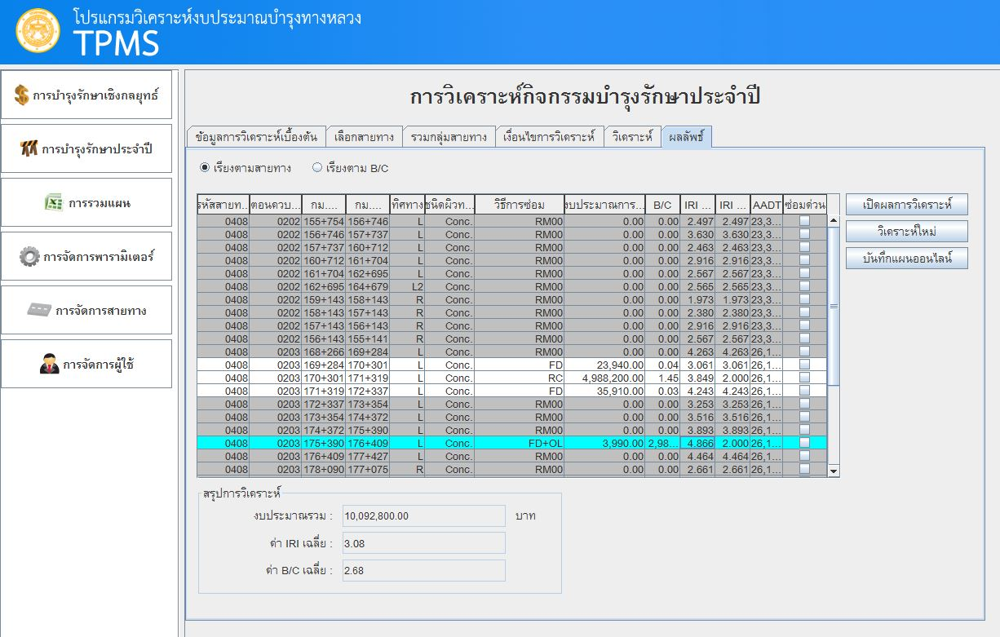 โปรแกรมวิเคราะห์งบประมาณบำรุงทางหลวง
TPMS
การบำรุงรักษาเชิงกลยุทธ์
การบำรุงรักษาประจำปี
การรวมแผน
การจัดการพารามิเตอร์
การจัดการสายทาง
การจัดการผู้ใช้
การวิเคราะห์กิจกรรมบำรุงรักษาประจำปี
ข้อมูลการวิเคราะห์เบื้องต้น เลือกสายทาง รวมกลุ่มสายทาง เงื่อนไขการวิเคราะห์ วิเคราะห์ ผลลัพธ์
เรียงตามสายทาง เรียงตาม B/C
รหัสสายท... ตอนควบ... กม.... กม.... ทิศทาง ชนิดผิวท... วิธีการซ่อม งบประมาณการ... B/C IRI ... IRI ... AADT ซ่อมด่วน
0408 0202 155+754 156+746 L Conc. RM00 0.00 0.00 2.497 2.497 23,3...
0408 0202 156+746 157+737 L Conc. RM00 0.00 0.00 3.630 3.630 23,3...
0408 0202 157+737 160+712 L Conc. RM00 0.00 0.00 2.463 2.463 23,3...
0408 0202 160+712 161+704 L Conc. RM00 0.00 0.00 2.916 2.916 23,3...
0408 0202 161+704 162+695 L Conc. RM00 0.00 0.00 2.567 2.567 23,3...
0408 0202 162+695 164+679 L2 Conc. RM00 0.00 0.00 2.565 2.565 23,3...
0408 0202 159+143 158+143 R Conc. RM00 0.00 0.00 1.973 1.973 23,3...
0408 0202 158+143 157+143 R Conc. RM00 0.00 0.00 2.380 2.380 23,3...
0408 0202 157+143 156+143 R Conc. RM00 0.00 0.00 2.916 2.916 23,3...
0408 0202 156+143 155+141 R Conc. RM00 0.00 0.00 2.567 2.567 23,3...
0408 0203 168+266 169+284 L Conc. RM00 0.00 0.00 4.263 4.263 26,1...
0408 0203 169+284 170+301 L Conc. FD 23,940.00 0.04 3.061 3.061 26,1...
0408 0203 170+301 171+319 L Conc. RC 4,988,200.00 1.45 3.849 2.000 26,1...
0408 0203 171+319 172+337 L Conc. FD 35,910.00 0.03 4.243 4.243 26,1...
0408 0203 172+337 173+354 L Conc. RM00 0.00 0.00 3.253 3.253 26,1...
0408 0203 173+354 174+372 L Conc. RM00 0.00 0.00 3.516 3.516 26,1...
0408 0203 174+372 175+390 L Conc. RM00 0.00 0.00 3.893 3.893 26,1...
0408 0203 175+390 176+409 L Conc. FD+OL 3,990.00 2,98... 4.866 2.000 26,1...
0408 0203 176+409 177+427 L Conc. RM00 0.00 0.00 4.464 4.464 26,1...
0408 0203 178+090 177+075 R Conc. RM00 0.00 0.00 2.661 2.661 26,1...
เปิดผลการวิเคราะห์
วิเคราะห์ใหม่
บันทึกแผนออนไลน์
สรุปการวิเคราะห์
งบประมาณรวม : 10,092,800.00 บาท
ค่า IRI เฉลี่ย : 3.08
ค่า B/C เฉลี่ย : 2.68